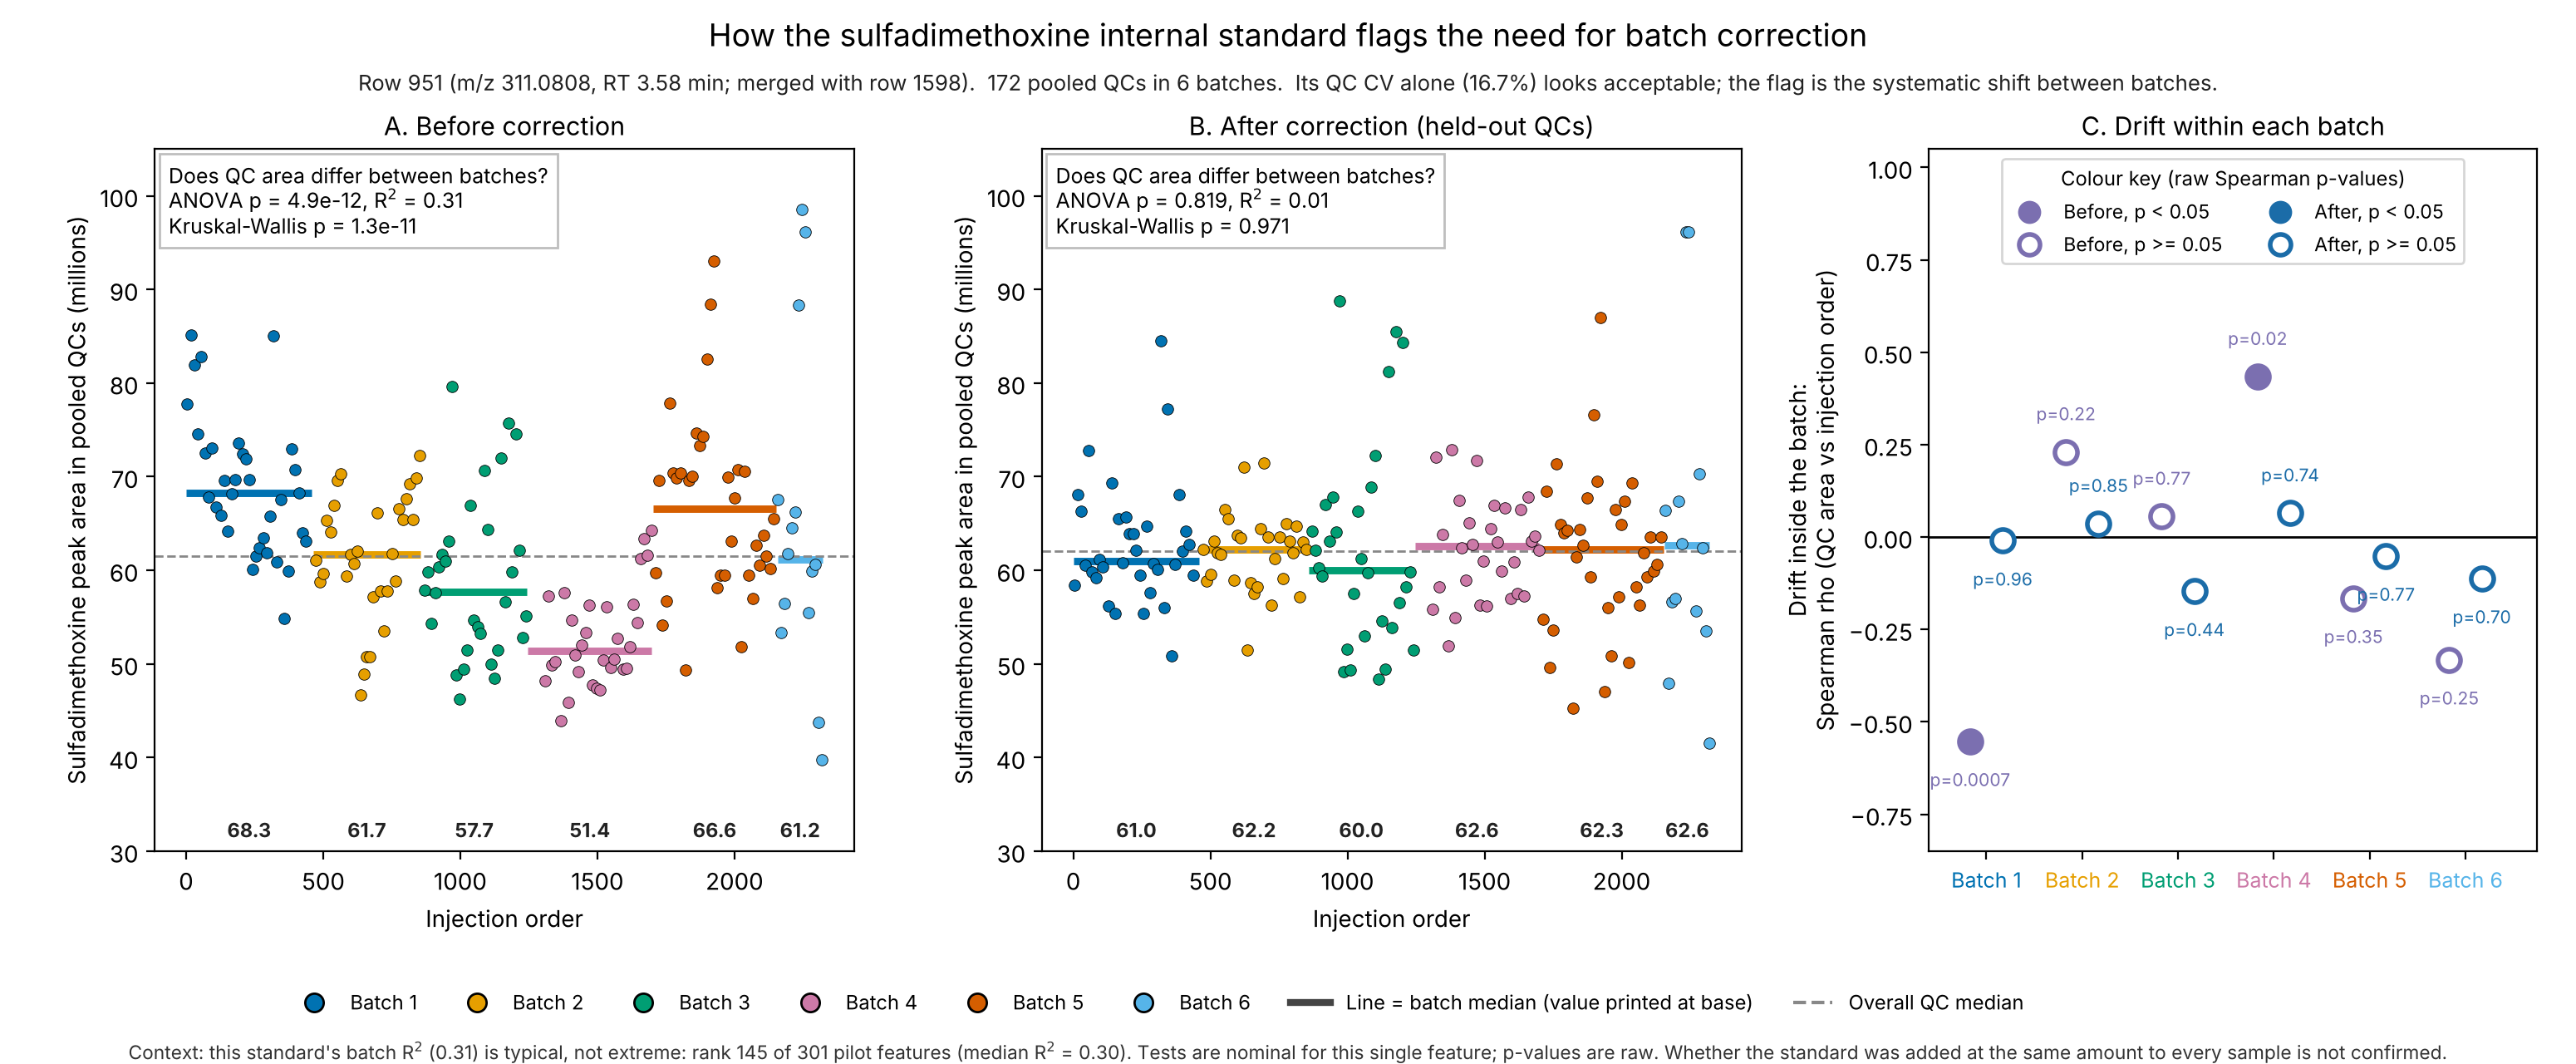 How the sulfadimethoxine internal standard flags the need for batch correction
Row 951 (m/z 311.0808, RT 3.58 min; merged with row 1598).  172 pooled QCs in 6 batches.  Its QC CV alone (16.7%) looks acceptable; the flag is the systematic shift between batches.
A. Before correction
Does QC area differ between batches?
ANOVA p = 4.9e-12, R² = 0.31
Kruskal-Wallis p = 1.3e-11
Sulfadimethoxine peak area in pooled QCs (millions)
100
90
80
70
60
50
40
30
68.3 61.7 57.7 51.4 66.6 61.2
0 500 1000 1500 2000
Injection order
B. After correction (held-out QCs)
Does QC area differ between batches?
ANOVA p = 0.819, R² = 0.01
Kruskal-Wallis p = 0.971
Sulfadimethoxine peak area in pooled QCs (millions)
100
90
80
70
60
50
40
30
61.0 62.2 60.0 62.6 62.3 62.6
0 500 1000 1500 2000
Injection order
C. Drift within each batch
Colour key (raw Spearman p-values)
Before, p < 0.05 After, p < 0.05
Before, p >= 0.05 After, p >= 0.05
Drift inside the batch:
Spearman rho (QC area vs injection order)
1.00
0.75
0.50
0.25
0.00
−0.25
−0.50
−0.75
p=0.02
p=0.22
p=0.85 p=0.77 p=0.74
p=0.96
p=0.77
p=0.70
p=0.44
p=0.35
p=0.25
p=0.0007
Batch 1 Batch 2 Batch 3 Batch 4 Batch 5 Batch 6
Batch 1 Batch 2 Batch 3 Batch 4 Batch 5 Batch 6 Line = batch median (value printed at base) Overall QC median
Context: this standard's batch R² (0.31) is typical, not extreme: rank 145 of 301 pilot features (median R² = 0.30). Tests are nominal for this single feature; p-values are raw. Whether the standard was added at the same amount to every sample is not confirmed.